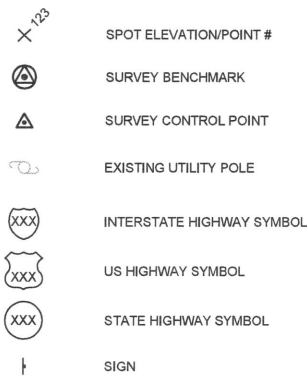 123
SPOT ELEVATION/POINT #
SURVEY BENCHMARK
SURVEY CONTROL POINT
EXISTING UTILITY POLE
XXX
INTERSTATE HIGHWAY SYMBOL
XXX
US HIGHWAY SYMBOL
XXX
STATE HIGHWAY SYMBOL
SIGN